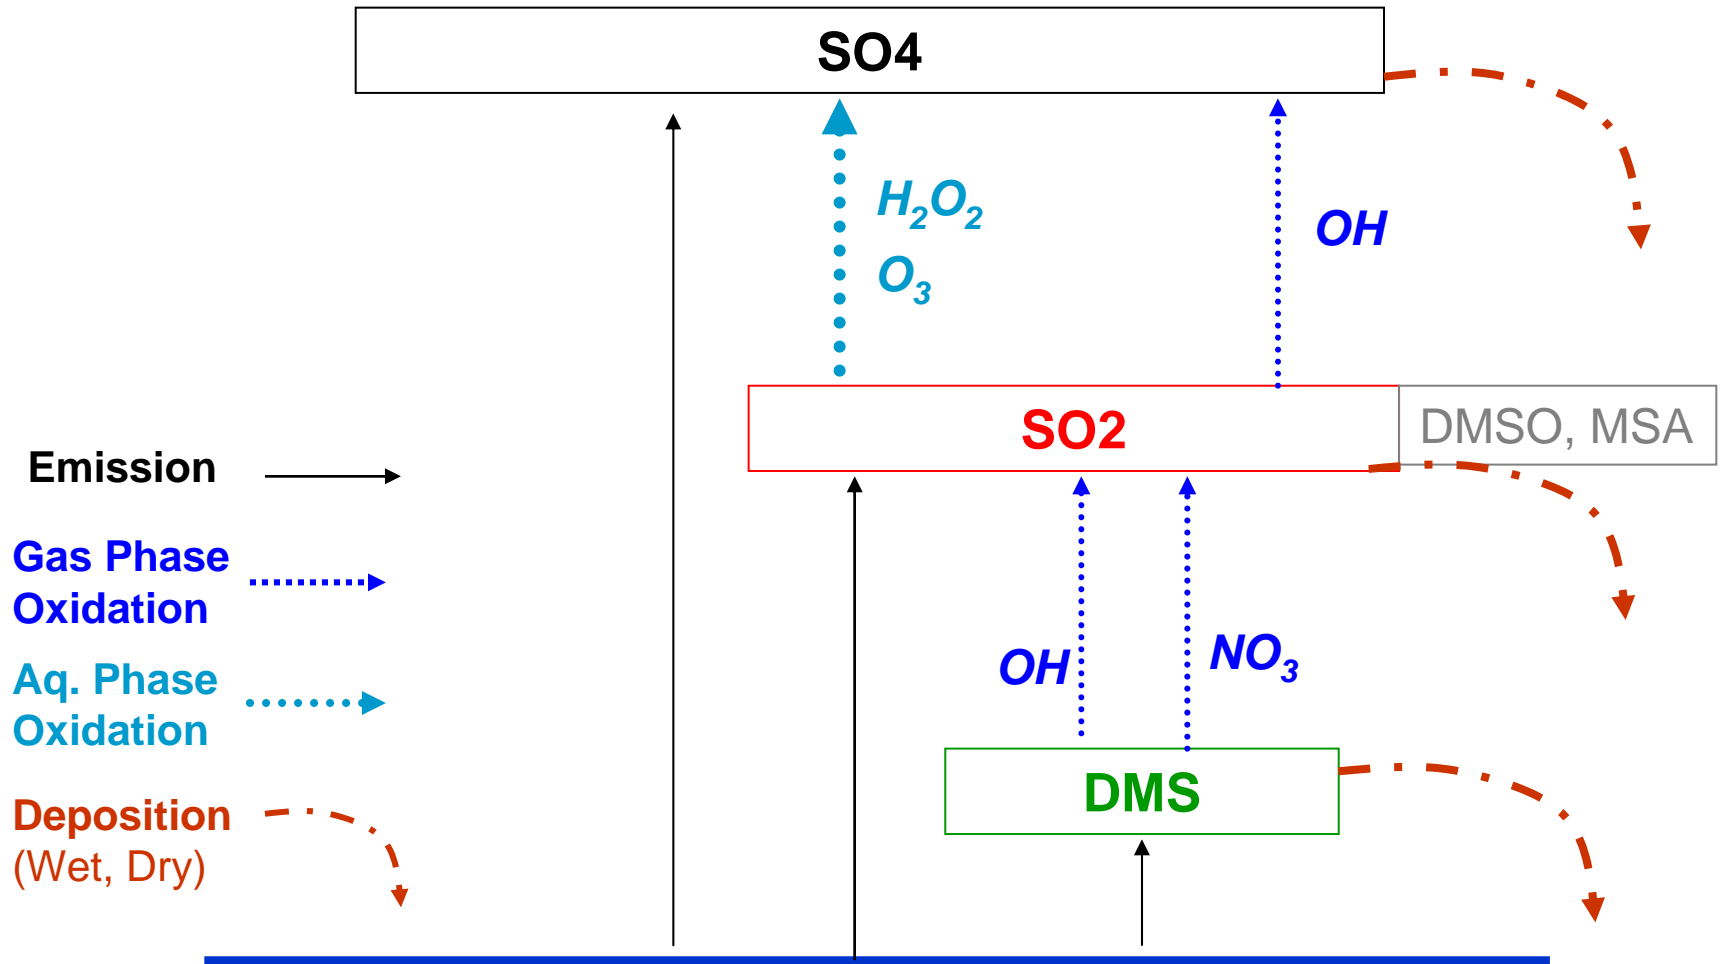 SO4
H₂O₂
O₃
OH
SO2
DMSO, MSA
Emission
Gas Phase
Oxidation
OH
NO₃
Aq. Phase
Oxidation
DMS
Deposition
(Wet, Dry)